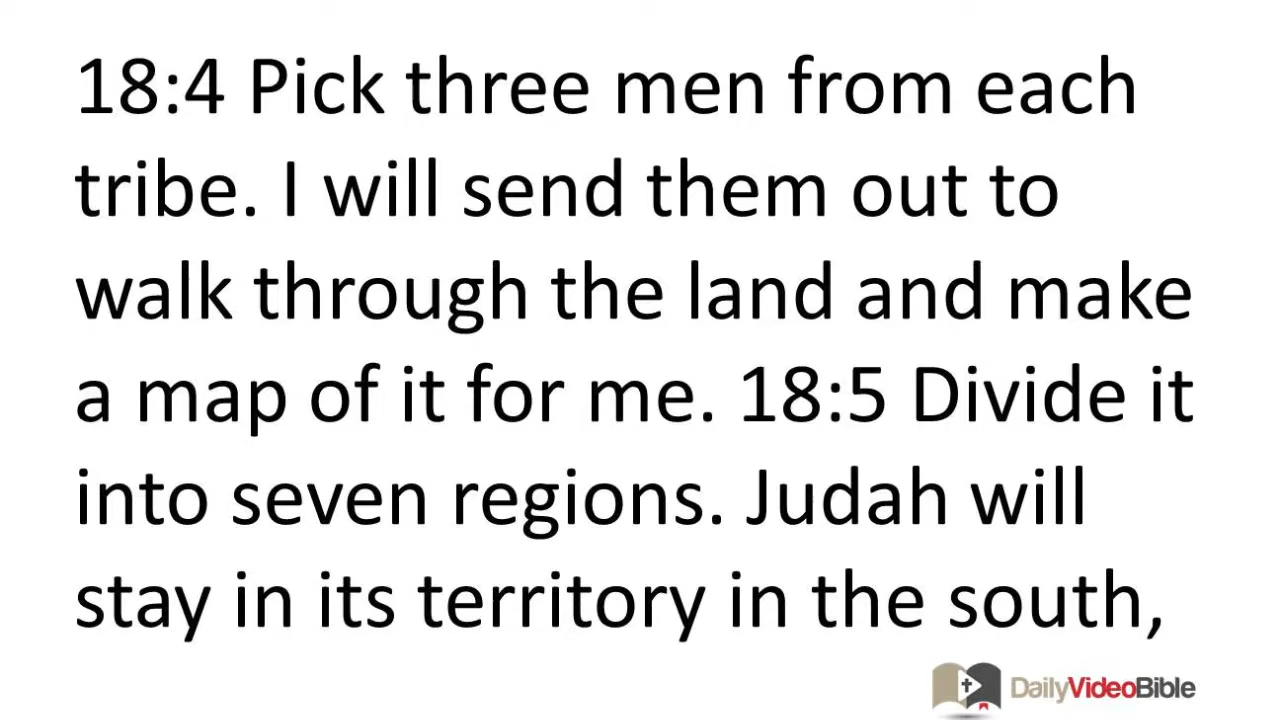 18:4 Pick three men from each
tribe. I will send them out to
walk through the land and make
a map of it for me. 18:5 Divide it
into seven regions. Judah will
stay in its territory in the south,
DailyVideoBible